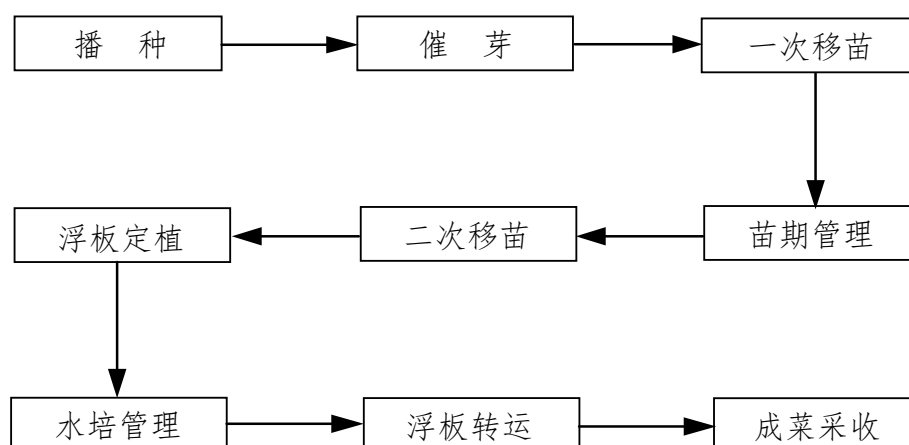 播 种
催 芽
一次移苗
苗期管理
二次移苗
浮板定植
水培管理
浮板转运
成菜采收